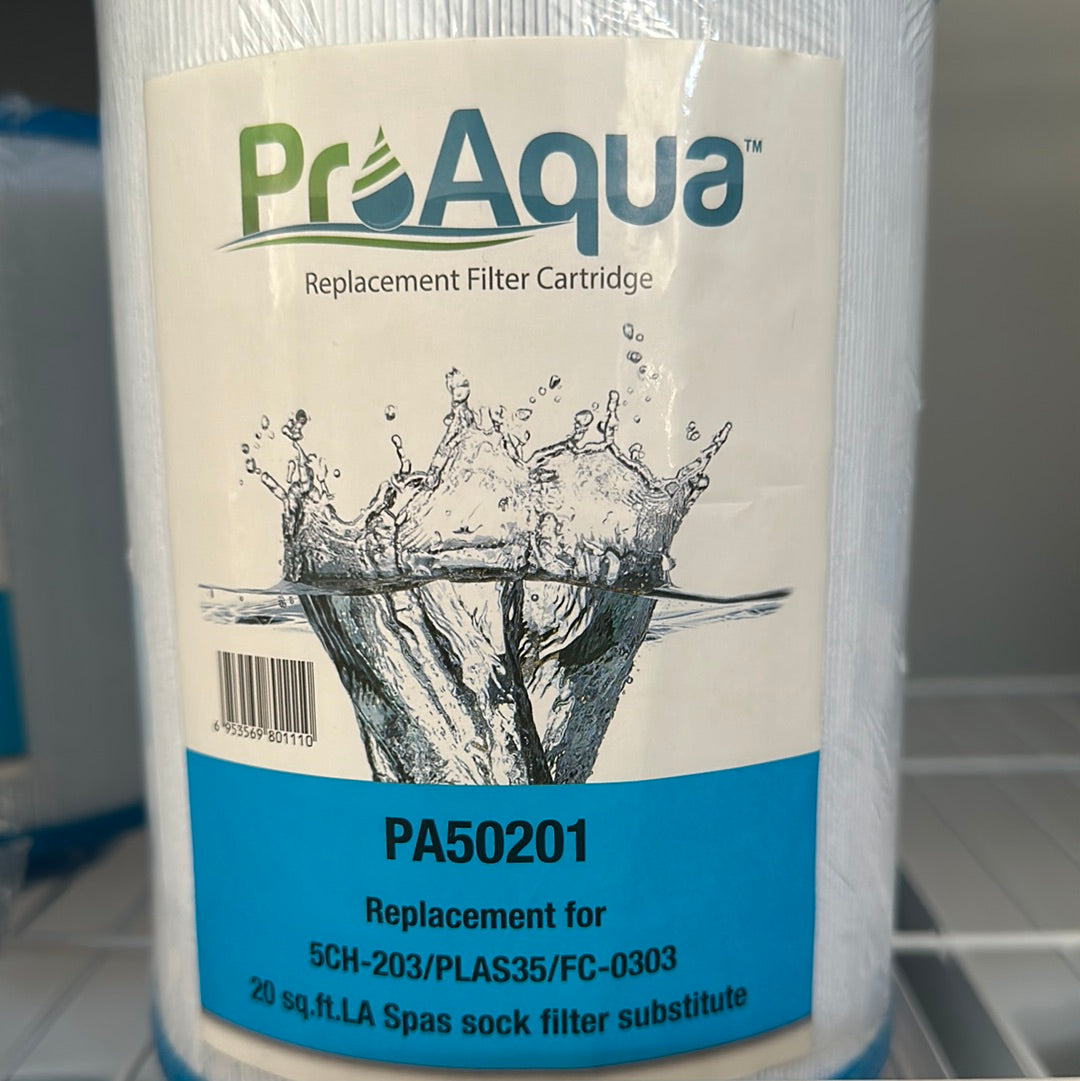 ProAqua™
Replacement Filter Cartridge
6 953569 801110
PA50201
Replacement for
5CH-203/PLAS35/FC-0303
20 sq.ft.LA Spas sock filter substitute